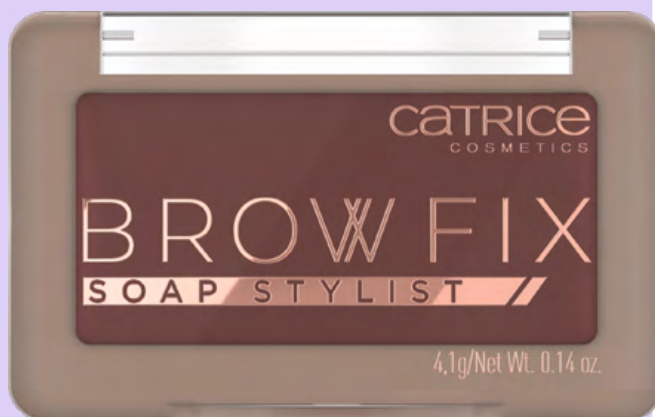 CATRICE
COSMETICS
BROW FIX
SOAP STYLIST
4,1g/Net Wt. 0.14 oz.